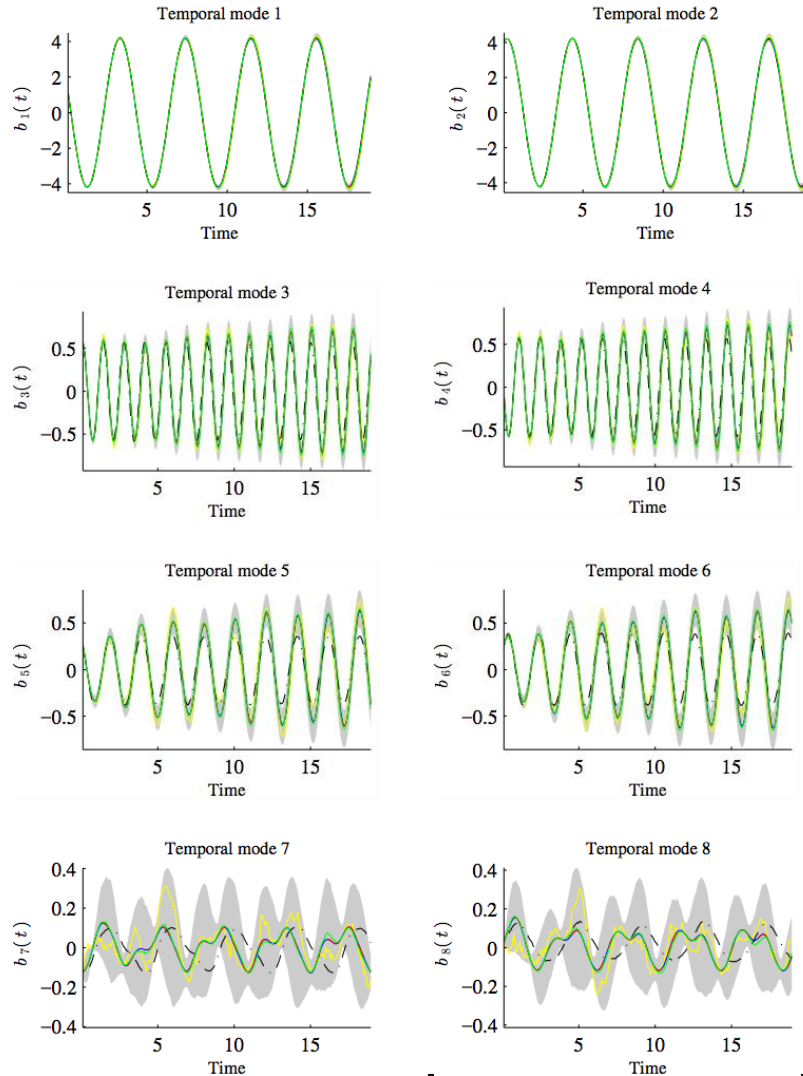 Temporal mode 1
Temporal mode 2
b1(t)
4
2
0
−2
−4
5
10
15
Time
b2(t)
4
2
0
−2
−4
5
10
15
Time
Temporal mode 3
Temporal mode 4
b3(t)
0.5
0
−0.5
5
10
15
Time
b4(t)
0.5
0
−0.5
5
10
15
Time
Temporal mode 5
Temporal mode 6
b5(t)
0.5
0
−0.5
5
10
15
Time
b6(t)
0.5
0
−0.5
5
10
15
Time
Temporal mode 7
Temporal mode 8
b7(t)
0.4
0.2
0
−0.2
−0.4
5
10
15
Time
b8(t)
0.4
0.2
0
−0.2
−0.4
5
10
15
Time